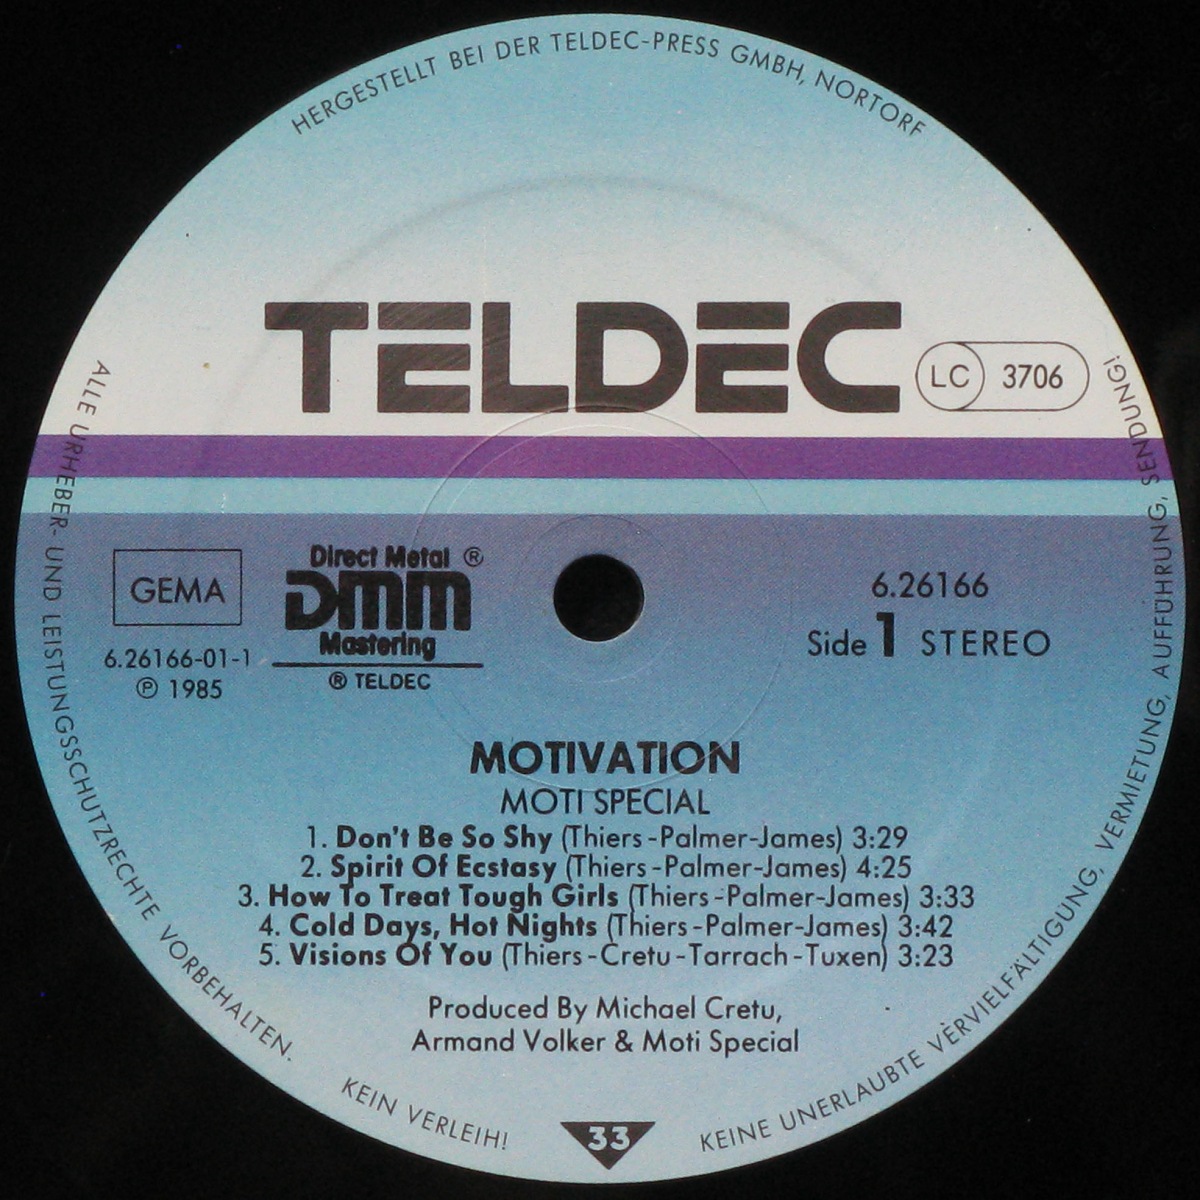 HERGESTELLT BEI DER TELDEC-PRESS GMBH, NORTORF
TELDEC
LC 3706
GEMA
6.26166-01-1
℗ 1985
Direct Metal ®
DMM
Mastering
® TELDEC
6.26166
Side 1 STEREO
MOTIVATION
MOTI SPECIAL
1. Don't Be So Shy (Thiers-Palmer-James) 3:29
2. Spirit Of Ecstasy (Thiers-Palmer-James) 4:25
3. How To Treat Tough Girls (Thiers-Palmer-James) 3:33
4. Cold Days, Hot Nights (Thiers-Palmer-James) 3:42
5. Visions Of You (Thiers-Cretu-Tarrach-Tuxen) 3:23
Produced By Michael Cretu,
Armand Volker & Moti Special
33
ALLE URHEBER- UND LEISTUNGSSCHUTZRECHTE VORBEHALTEN.
KEIN VERLEIH!
KEINE UNERLAUBTE VERVIELFÄLTIGUNG, VERMIETUNG, AUFFÜHRUNG, SENDUNG!